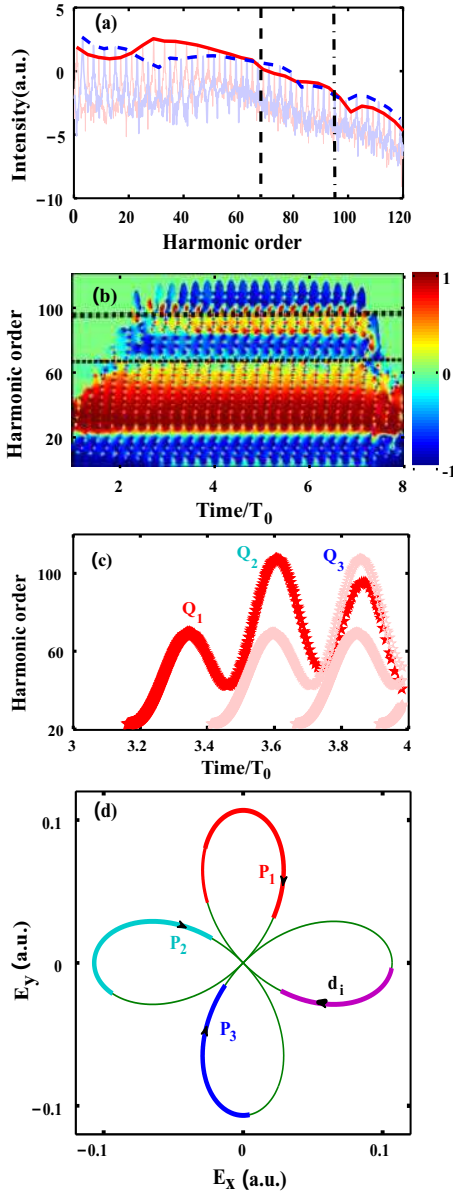 (a)
Intensity(a.u.)
5
0
−5
−10
0 20 40 60 80 100 120
Harmonic order
(b)
Harmonic order
100
60
20
2 4 6 8
Time/T0
1
0
-1
(c)
Harmonic order
100
60
20
Q1
Q2
Q3
3 3.2 3.4 3.6 3.8 4
Time/T0
(d)
Ey (a.u.)
0.1
0
−0.1
P1
P2
di
P3
−0.1 0 0.1
Ex (a.u.)